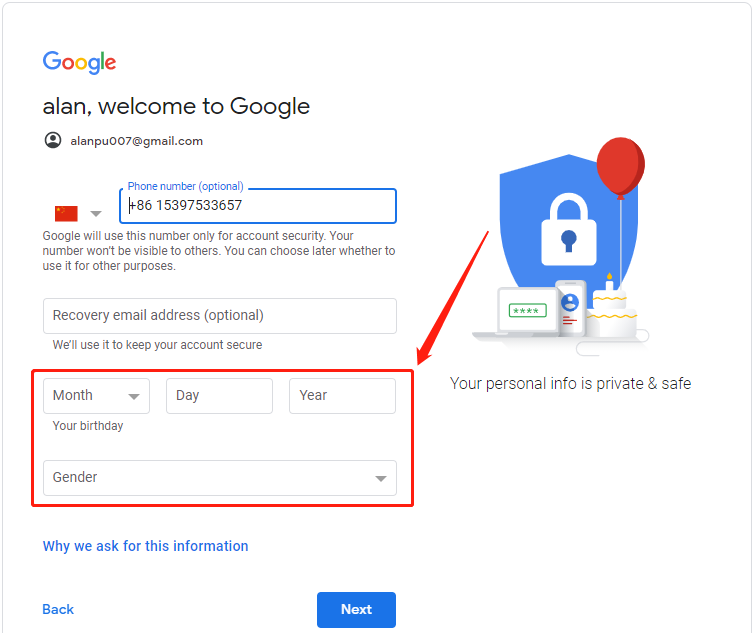 Google
alan, welcome to Google
alanpu007@gmail.com
Phone number (optional)
+86 15397533657
Google will use this number only for account security. Your
number won't be visible to others. You can choose later whether to
use it for other purposes.
Recovery email address (optional)
We'll use it to keep your account secure
Month Day Year
Your birthday
Gender
Why we ask for this information
Back Next
****
Your personal info is private & safe